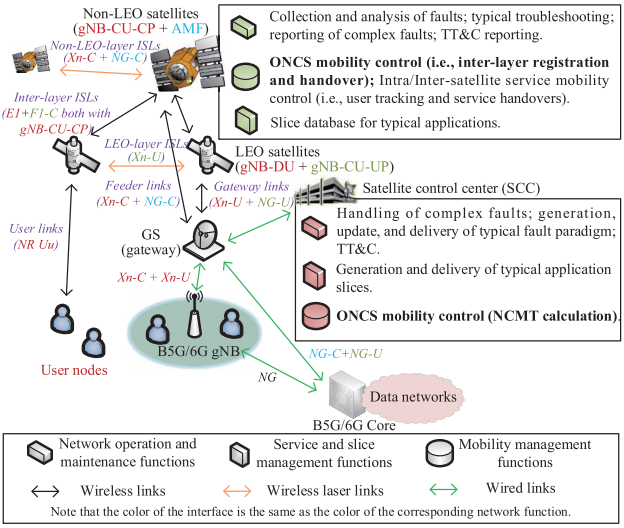 Non-LEO satellites
(gNB-CU-CP + AMF)
Non-LEO-layer ISLs
(Xn-C + NG-C)
Collection and analysis of faults; typical troubleshooting;
reporting of complex faults; TT&C reporting.
ONCS mobility control (i.e., inter-layer registration
and handover); Intra/Inter-satellite service mobility
control (i.e., user tracking and service handovers).
Slice database for typical applications.
Inter-layer ISLs
(E1+F1-C both with
gNB-CU-CP)
LEO-layer ISLs
(Xn-U)
LEO satellites
(gNB-DU + gNB-CU-UP)
Feeder links
(Xn-C + NG-C)
Gateway links
(Xn-U + NG-U)
Satellite control center (SCC)
Handling of complex faults; generation,
update, and delivery of typical fault paradigm;
TT&C.
Generation and delivery of typical application
slices.
ONCS mobility control (NCMT calculation).
User links
(NR Uu)
GS
(gateway)
Xn-C + Xn-U
B5G/6G gNB
User nodes
NG-C+NG-U
NG
Data networks
B5G/6G Core
Network operation and
maintenance functions
Service and slice
management functions
Mobility management
functions
Wireless links
Wireless laser links
Wired links
Note that the color of the interface is the same as the color of the corresponding network function.